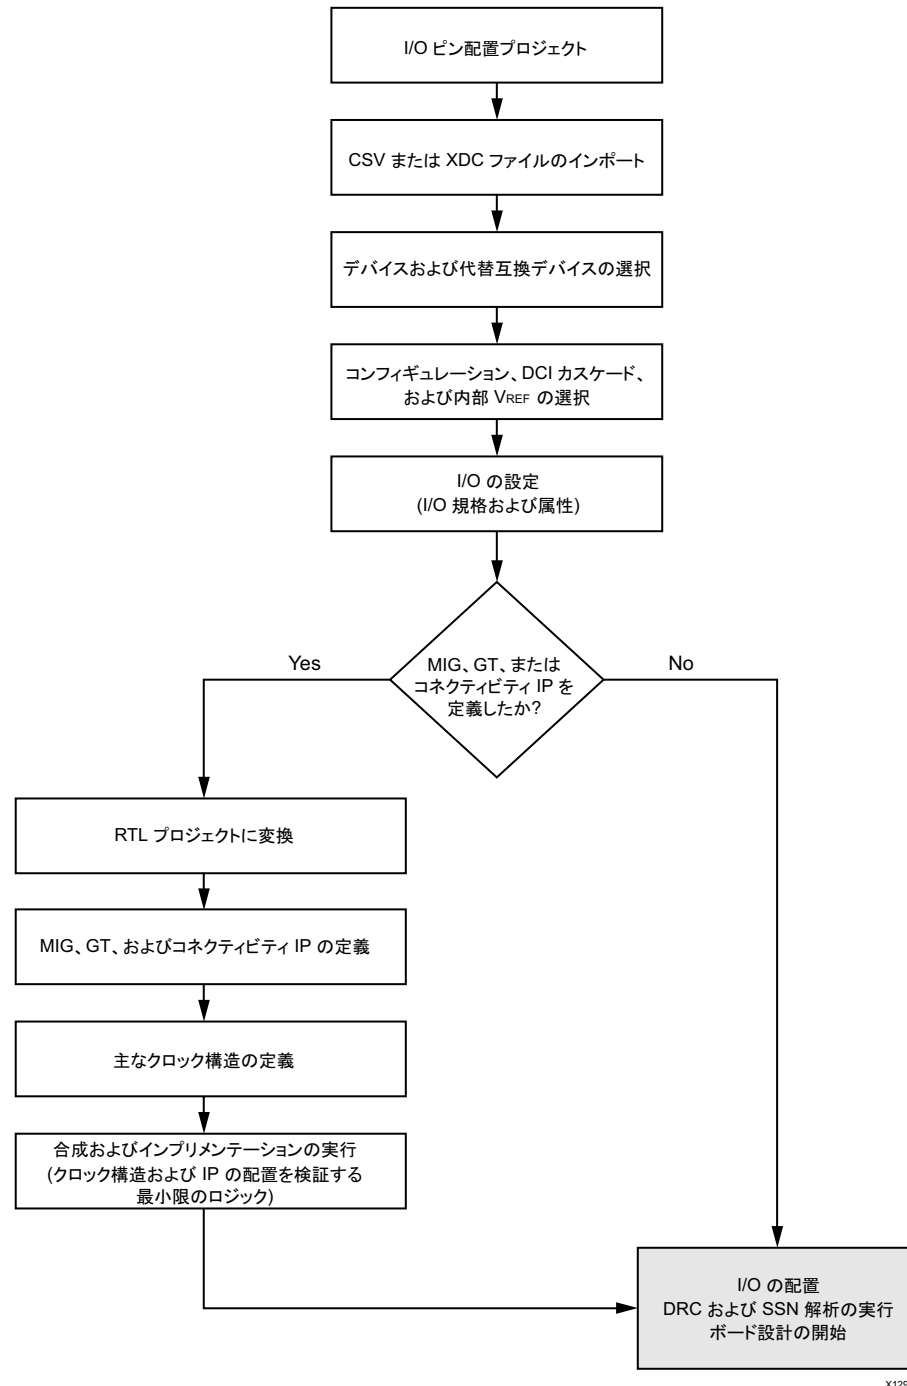 I/O ピン配置プロジェクト
CSV または XDC ファイルのインポート
デバイスおよび代替互換デバイスの選択
コンフィギュレーション、DCI カスケード、
および内部 VREF の選択
I/O の設定
(I/O 規格および属性)
MIG、GT、または
コネクティビティ IP を
定義したか?
Yes
No
RTL プロジェクトに変換
MIG、GT、およびコネクティビティ IP の定義
主なクロック構造の定義
合成およびインプリメンテーションの実行
(クロック構造および IP の配置を検証する
最小限のロジック)
I/O の配置
DRC および SSN 解析の実行
ボード設計の開始